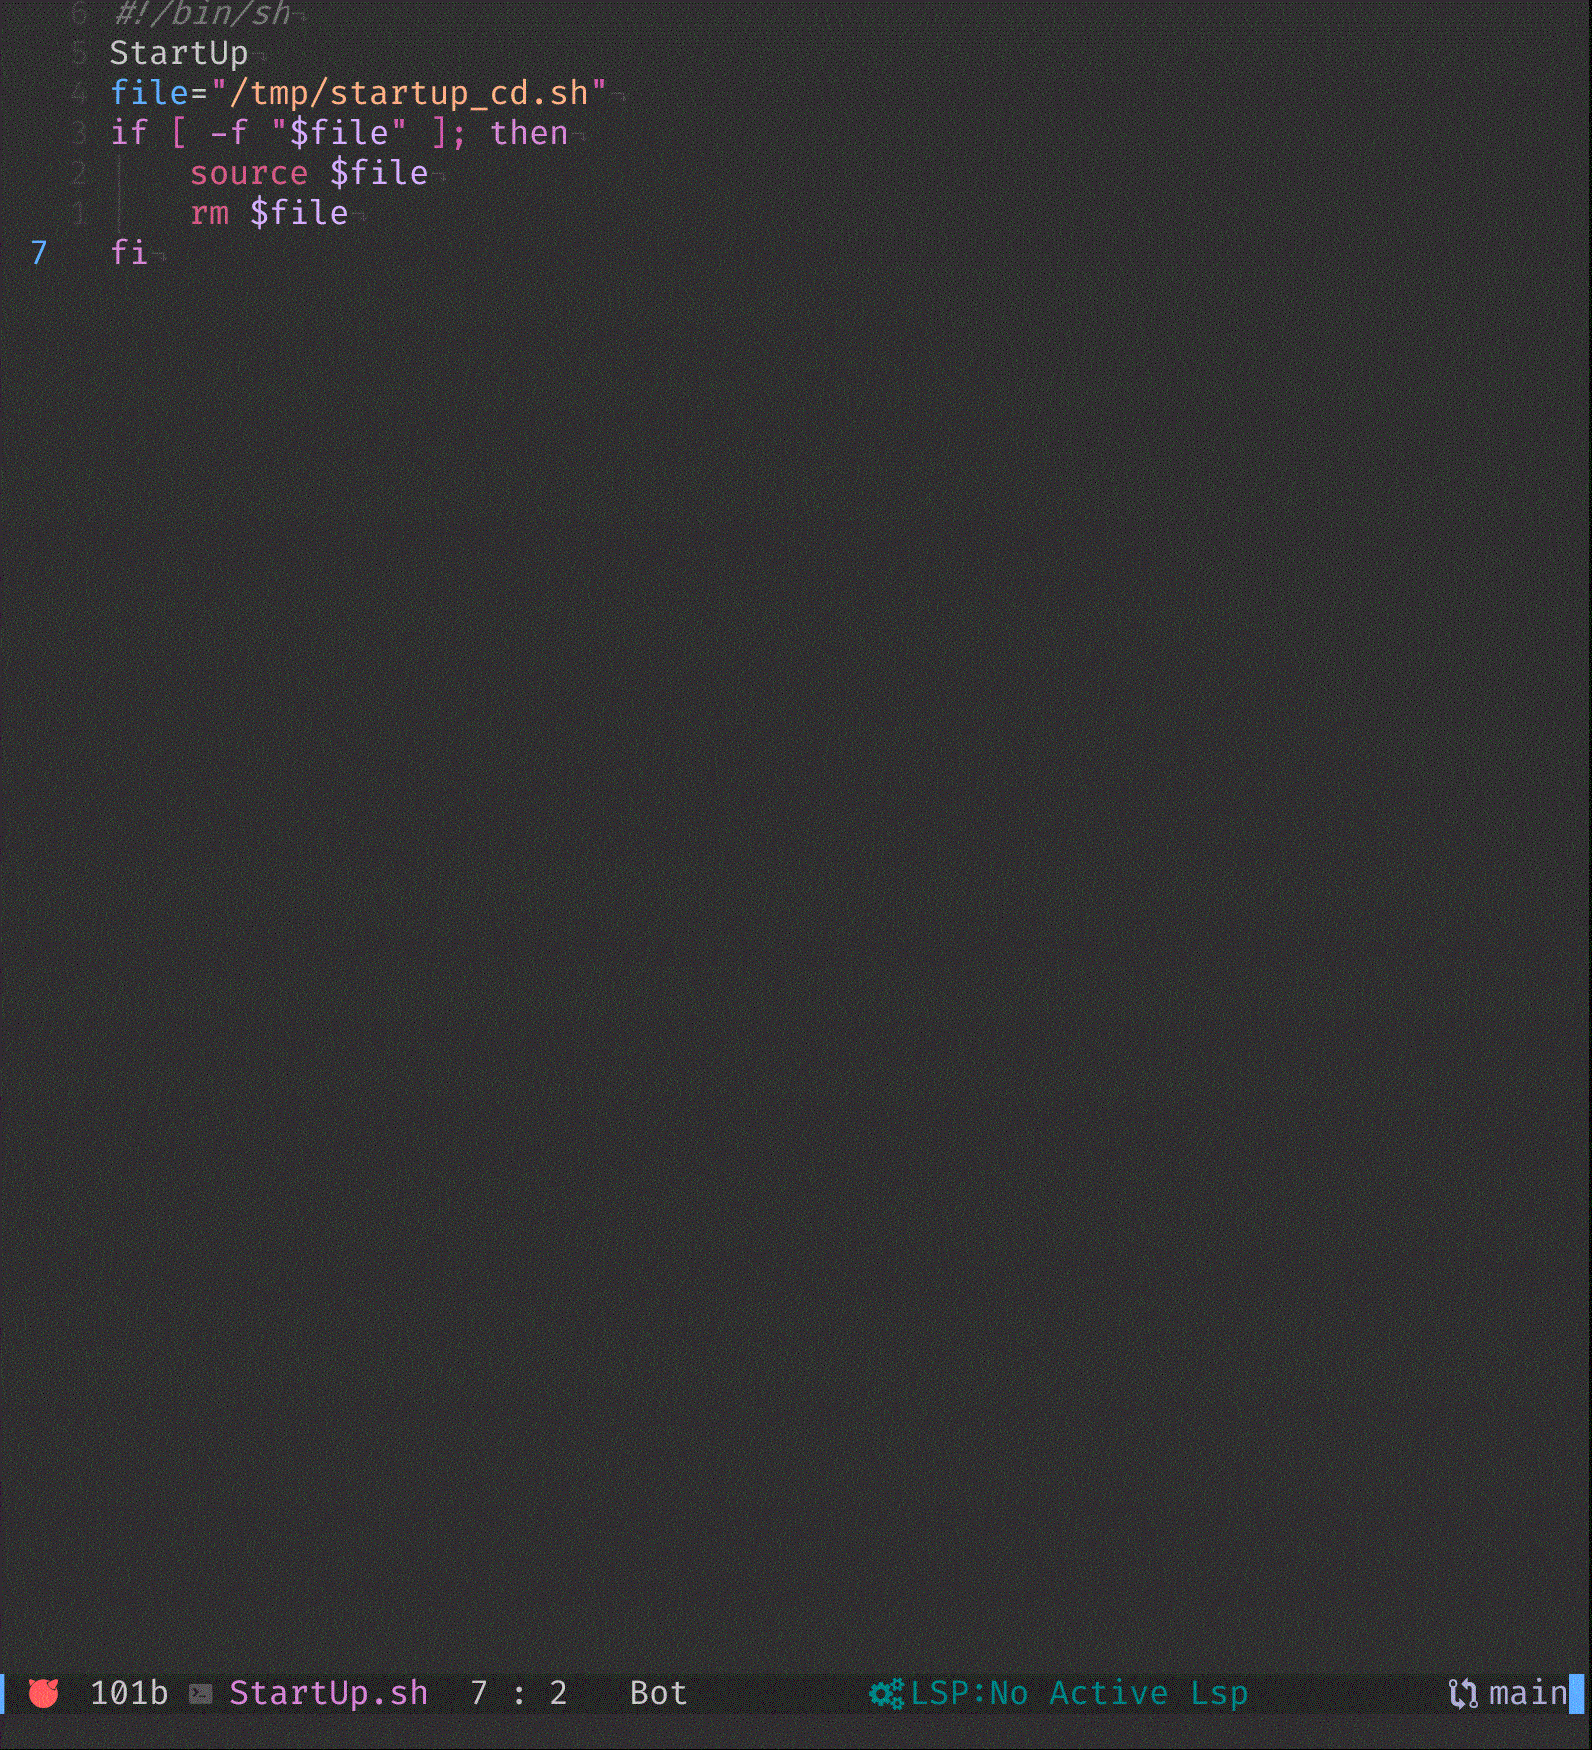 6 #!/bin/sh¬
5 StartUp¬
4 file="/tmp/startup_cd.sh"¬
3 if [ -f "$file" ]; then¬
2 │   source $file¬
1 │   rm $file¬
7 fi¬
101b StartUp.sh 7 : 2 Bot LSP:No Active Lsp main